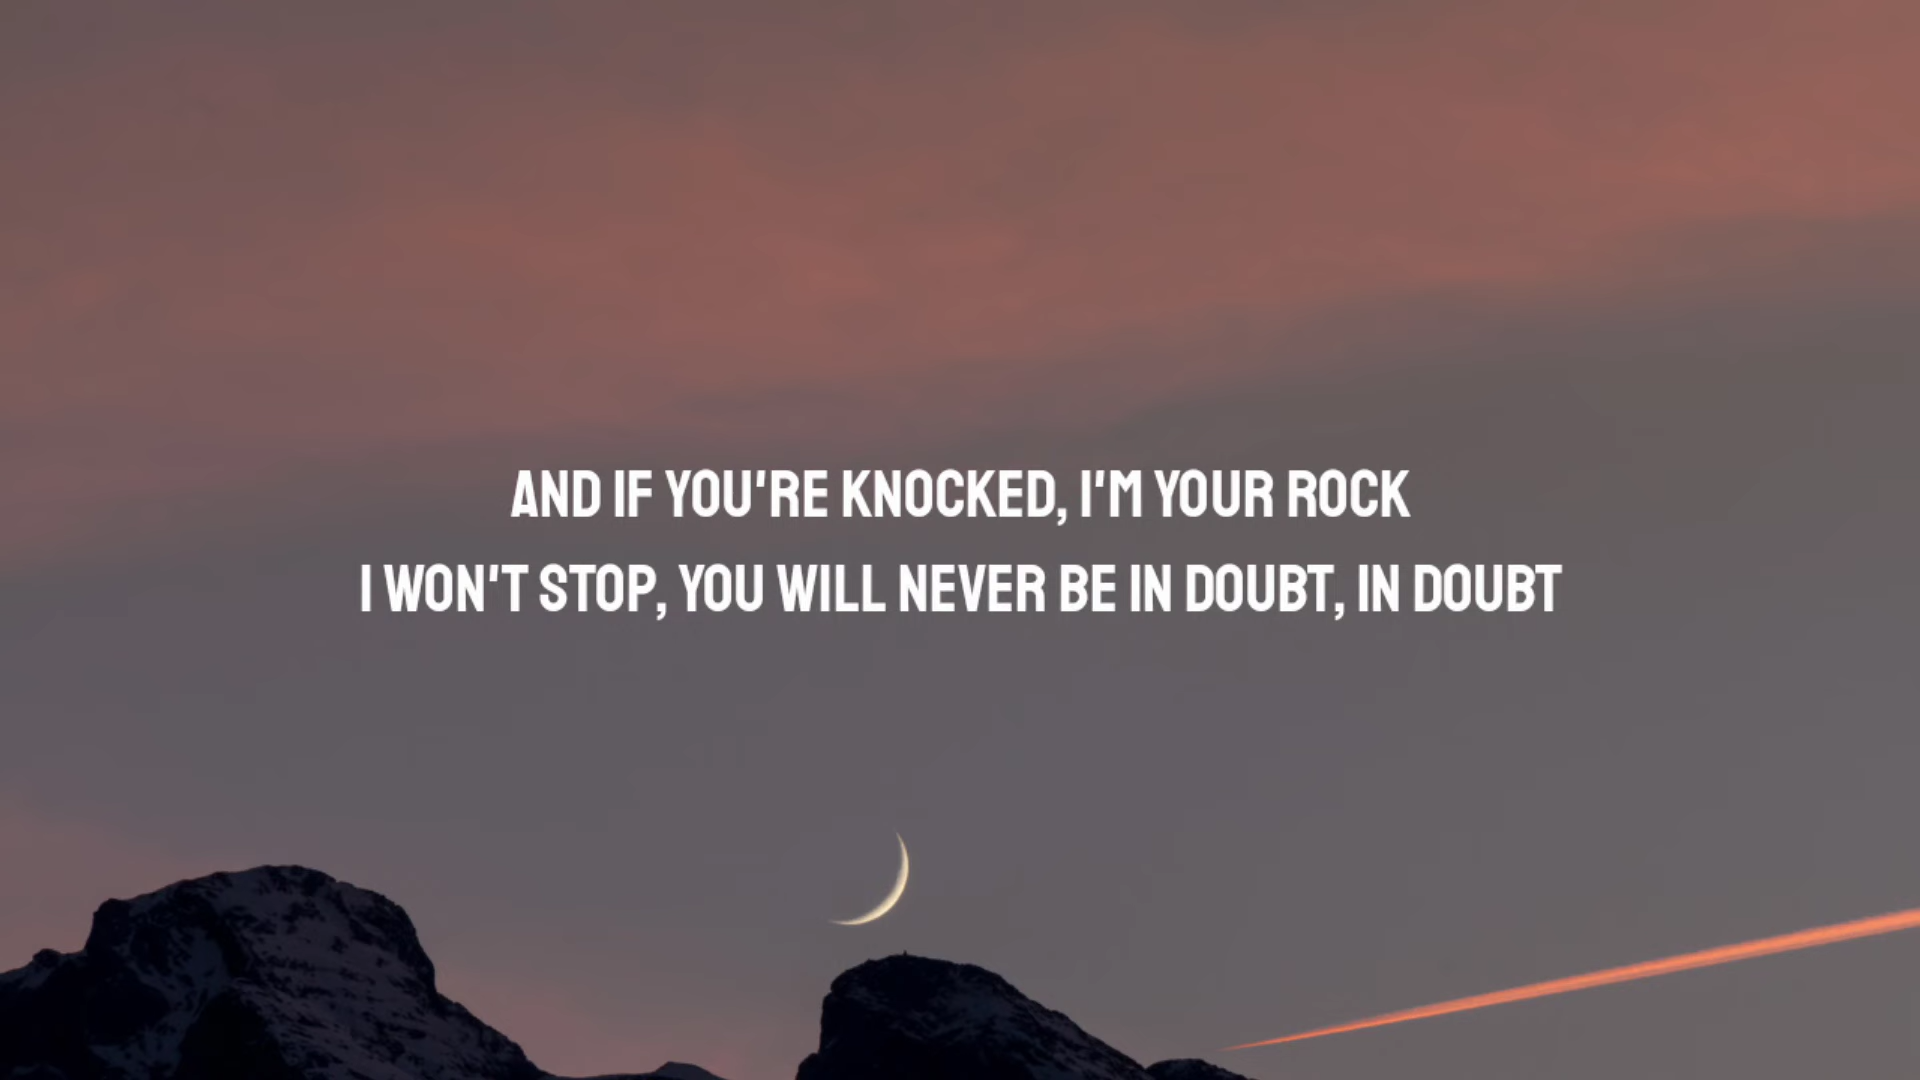 AND IF YOU'RE KNOCKED, I'M YOUR ROCK
I WON'T STOP, YOU WILL NEVER BE IN DOUBT, IN DOUBT